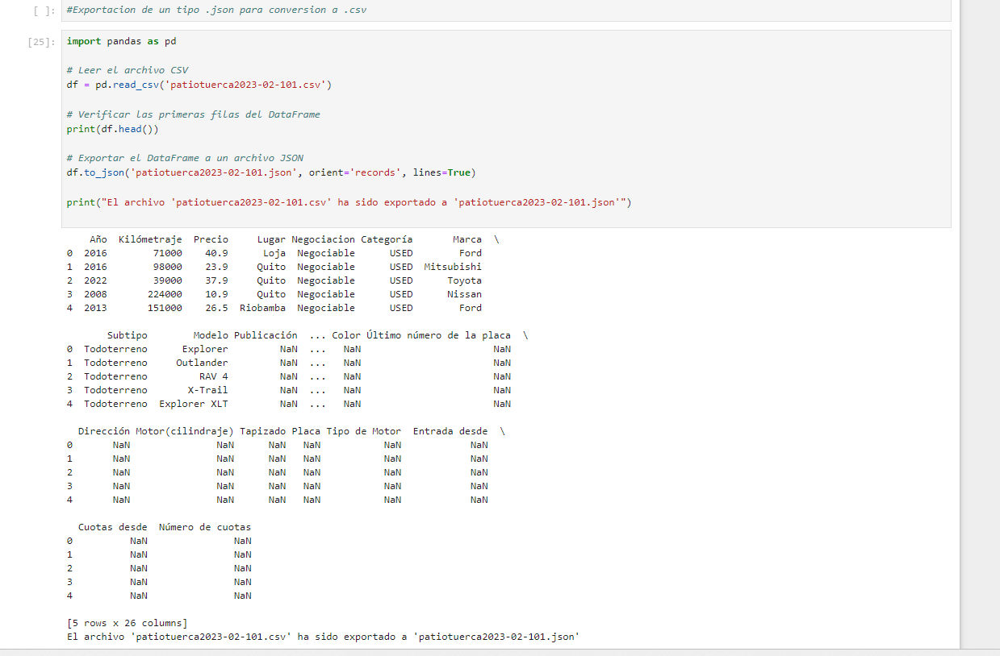 [ ]: #Exportacion de un tipo .json para conversion a .csv
[25]: import pandas as pd
# Leer el archivo CSV
df = pd.read_csv('patiotuerca2023-02-101.csv')
# Verificar las primeras filas del DataFrame
print(df.head())
# Exportar el DataFrame a un archivo JSON
df.to_json('patiotuerca2023-02-101.json', orient='records', lines=True)
print("El archivo 'patiotuerca2023-02-101.csv' ha sido exportado a 'patiotuerca2023-02-101.json'")
Año Kilómetraje Precio Lugar Negociacion Categoría Marca \
0 2016 71000 40.9 Loja Negociable USED Ford
1 2016 98000 23.9 Quito Negociable USED Mitsubishi
2 2022 39000 37.9 Quito Negociable USED Toyota
3 2008 224000 10.9 Quito Negociable USED Nissan
4 2013 151000 26.5 Riobamba Negociable USED Ford
Subtipo Modelo Publicación ... Color Último número de la placa \
0 Todoterreno Explorer NaN ... NaN NaN
1 Todoterreno Outlander NaN ... NaN NaN
2 Todoterreno RAV 4 NaN ... NaN NaN
3 Todoterreno X-Trail NaN ... NaN NaN
4 Todoterreno Explorer XLT NaN ... NaN NaN
Dirección Motor(cilindraje) Tapizado Placa Tipo de Motor Entrada desde \
0 NaN NaN NaN NaN NaN NaN
1 NaN NaN NaN NaN NaN NaN
2 NaN NaN NaN NaN NaN NaN
3 NaN NaN NaN NaN NaN NaN
4 NaN NaN NaN NaN NaN NaN
Cuotas desde Número de cuotas
0 NaN NaN
1 NaN NaN
2 NaN NaN
3 NaN NaN
4 NaN NaN
[5 rows x 26 columns]
El archivo 'patiotuerca2023-02-101.csv' ha sido exportado a 'patiotuerca2023-02-101.json'